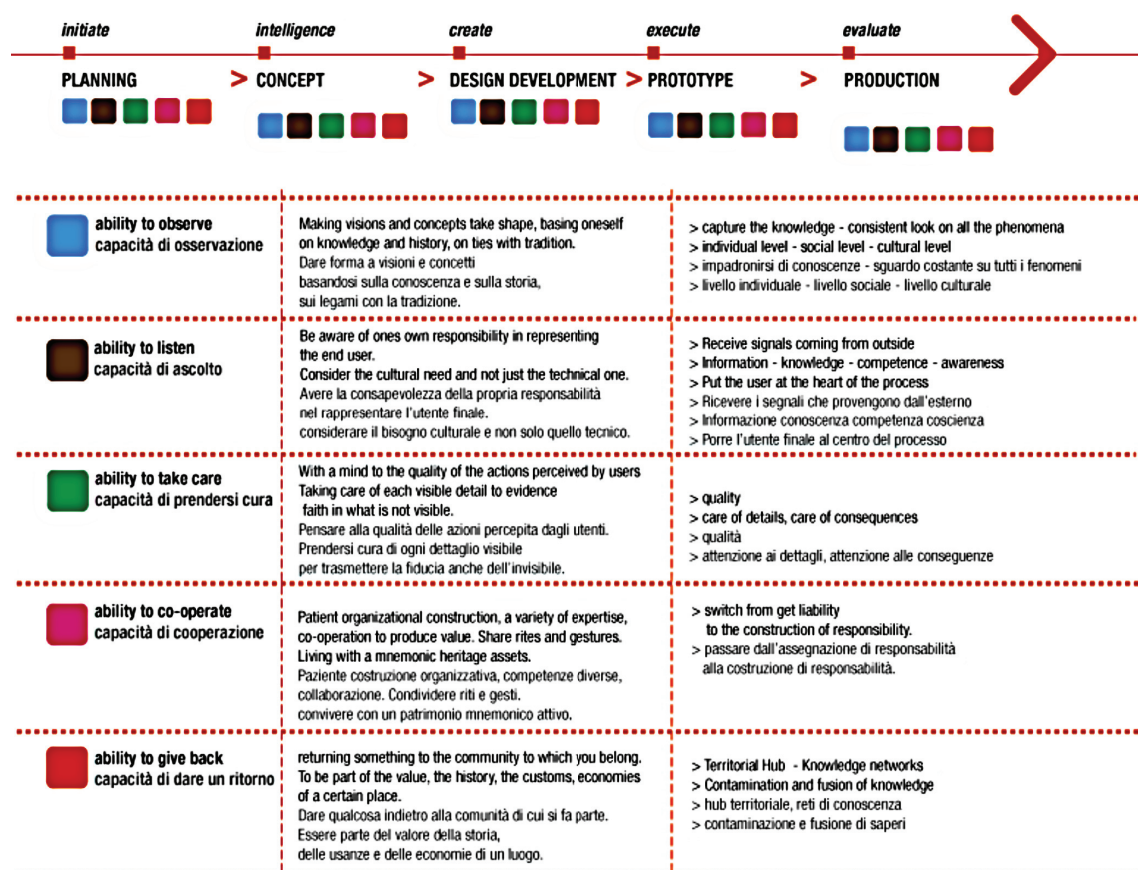 initiate
intelligence
create
execute
evaluate
PLANNING
> CONCEPT
> DESIGN DEVELOPMENT
> PROTOTYPE
> PRODUCTION
ability to observe
capacità di osservazione
Making visions and concepts take shape, basing oneself
on knowledge and history, on ties with tradition.
Dare forma a visioni e concetti
basandosi sulla conoscenza e sulla storia,
sui legami con la tradizione.
> capture the knowledge - consistent look on all the phenomena
> individual level - social level - cultural level
> impadronirsi di conoscenze - sguardo costante su tutti i fenomeni
> livello individuale - livello sociale - livello culturale
ability to listen
capacità di ascolto
Be aware of ones own responsibility in representing
the end user.
Consider the cultural need and not just the technical one.
Avere la consapevolezza della propria responsabilità
nel rappresentare l'utente finale.
considerare il bisogno culturale e non solo quello tecnico.
> Receive signals coming from outside
> Information - knowledge - competence - awareness
> Put the user at the heart of the process
> Ricevere i segnali che provengono dall'esterno
> Informazione conoscenza competenza coscienza
> Porre l'utente finale al centro del processo
ability to take care
capacità di prendersi cura
With a mind to the quality of the actions perceived by users
Taking care of each visible detail to evidence
faith in what is not visible.
Pensare alla qualità delle azioni percepita dagli utenti.
Prendersi cura di ogni dettaglio visibile
per trasmettere la fiducia anche dell'invisibile.
> quality
> care of details, care of consequences
> qualità
> attenzione ai dettagli, attenzione alle conseguenze
ability to co-operate
capacità di cooperazione
Patient organizational construction, a variety of expertise,
co-operation to produce value. Share rites and gestures.
Living with a mnemonic heritage assets.
Paziente costruzione organizzativa, competenze diverse,
collaborazione. Condividere riti e gesti.
convivere con un patrimonio mnemonico attivo.
> switch from get liability
to the construction of responsibility.
> passare dall'assegnazione di responsabilità
alla costruzione di responsabilità.
ability to give back
capacità di dare un ritorno
returning something to the community to which you belong.
To be part of the value, the history, the customs, economies
of a certain place.
Dare qualcosa indietro alla comunità di cui si fa parte.
Essere parte del valore della storia,
delle usanze e delle economie di un luogo.
> Territorial Hub - Knowledge networks
> Contamination and fusion of knowledge
> hub territoriale, reti di conoscenza
> contaminazione e fusione di saperi